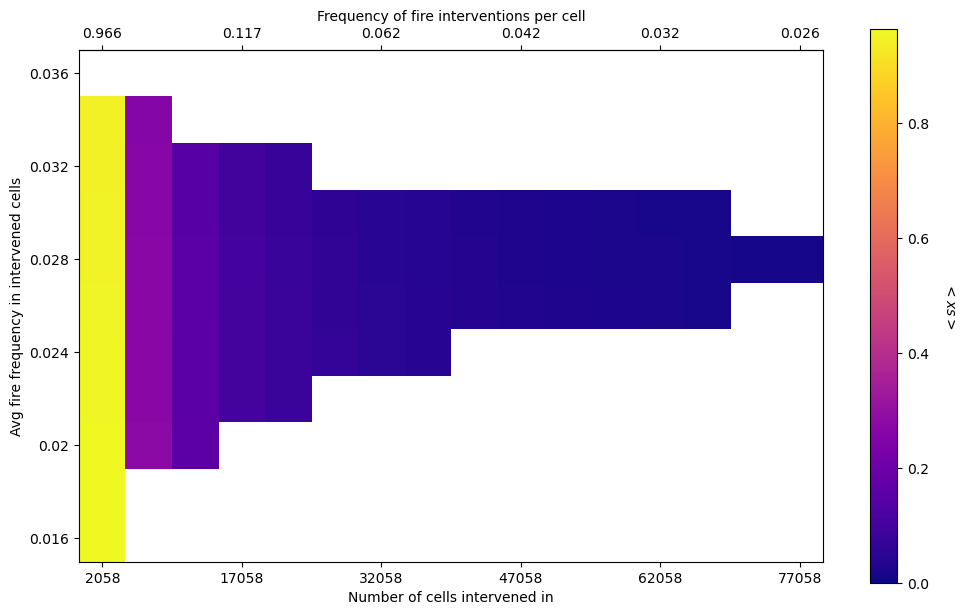 Frequency of fire interventions per cell
0.966 0.117 0.062 0.042 0.032 0.026
0.036
0.032
0.028
0.024
0.02
0.016
Avg fire frequency in intervened cells
2058 17058 32058 47058 62058 77058
Number of cells intervened in
0.8
0.6
0.4
0.2
0.0
< sx >